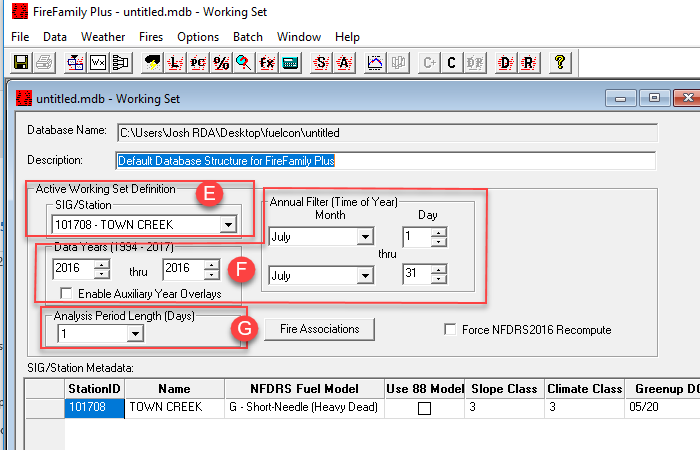 FireFamily Plus - untitled.mdb - Working Set
File Data Weather Fires Options Batch Window Help
Wx L PC % fx S A C+ C DP D R ?
untitled.mdb - Working Set
Database Name: C:\Users\Josh RDA\Desktop\fuelcon\untitled
Description: Default Database Structure for FireFamily Plus
Active Working Set Definition E
SIG/Station
101708 - TOWN CREEK
Annual Filter (Time of Year)
Month Day
July 1
thru
July 31
Data Years (1994 - 2017)
2016 thru 2016 F
Enable Auxiliary Year Overlays
Analysis Period Length (Days) G
1
Fire Associations
Force NFDRS2016 Recompute
SIG/Station Metadata:
StationID Name NFDRS Fuel Model Use 88 Model Slope Class Climate Class Greenup D
101708 TOWN CREEK G - Short-Needle (Heavy Dead) 3 3 05/20